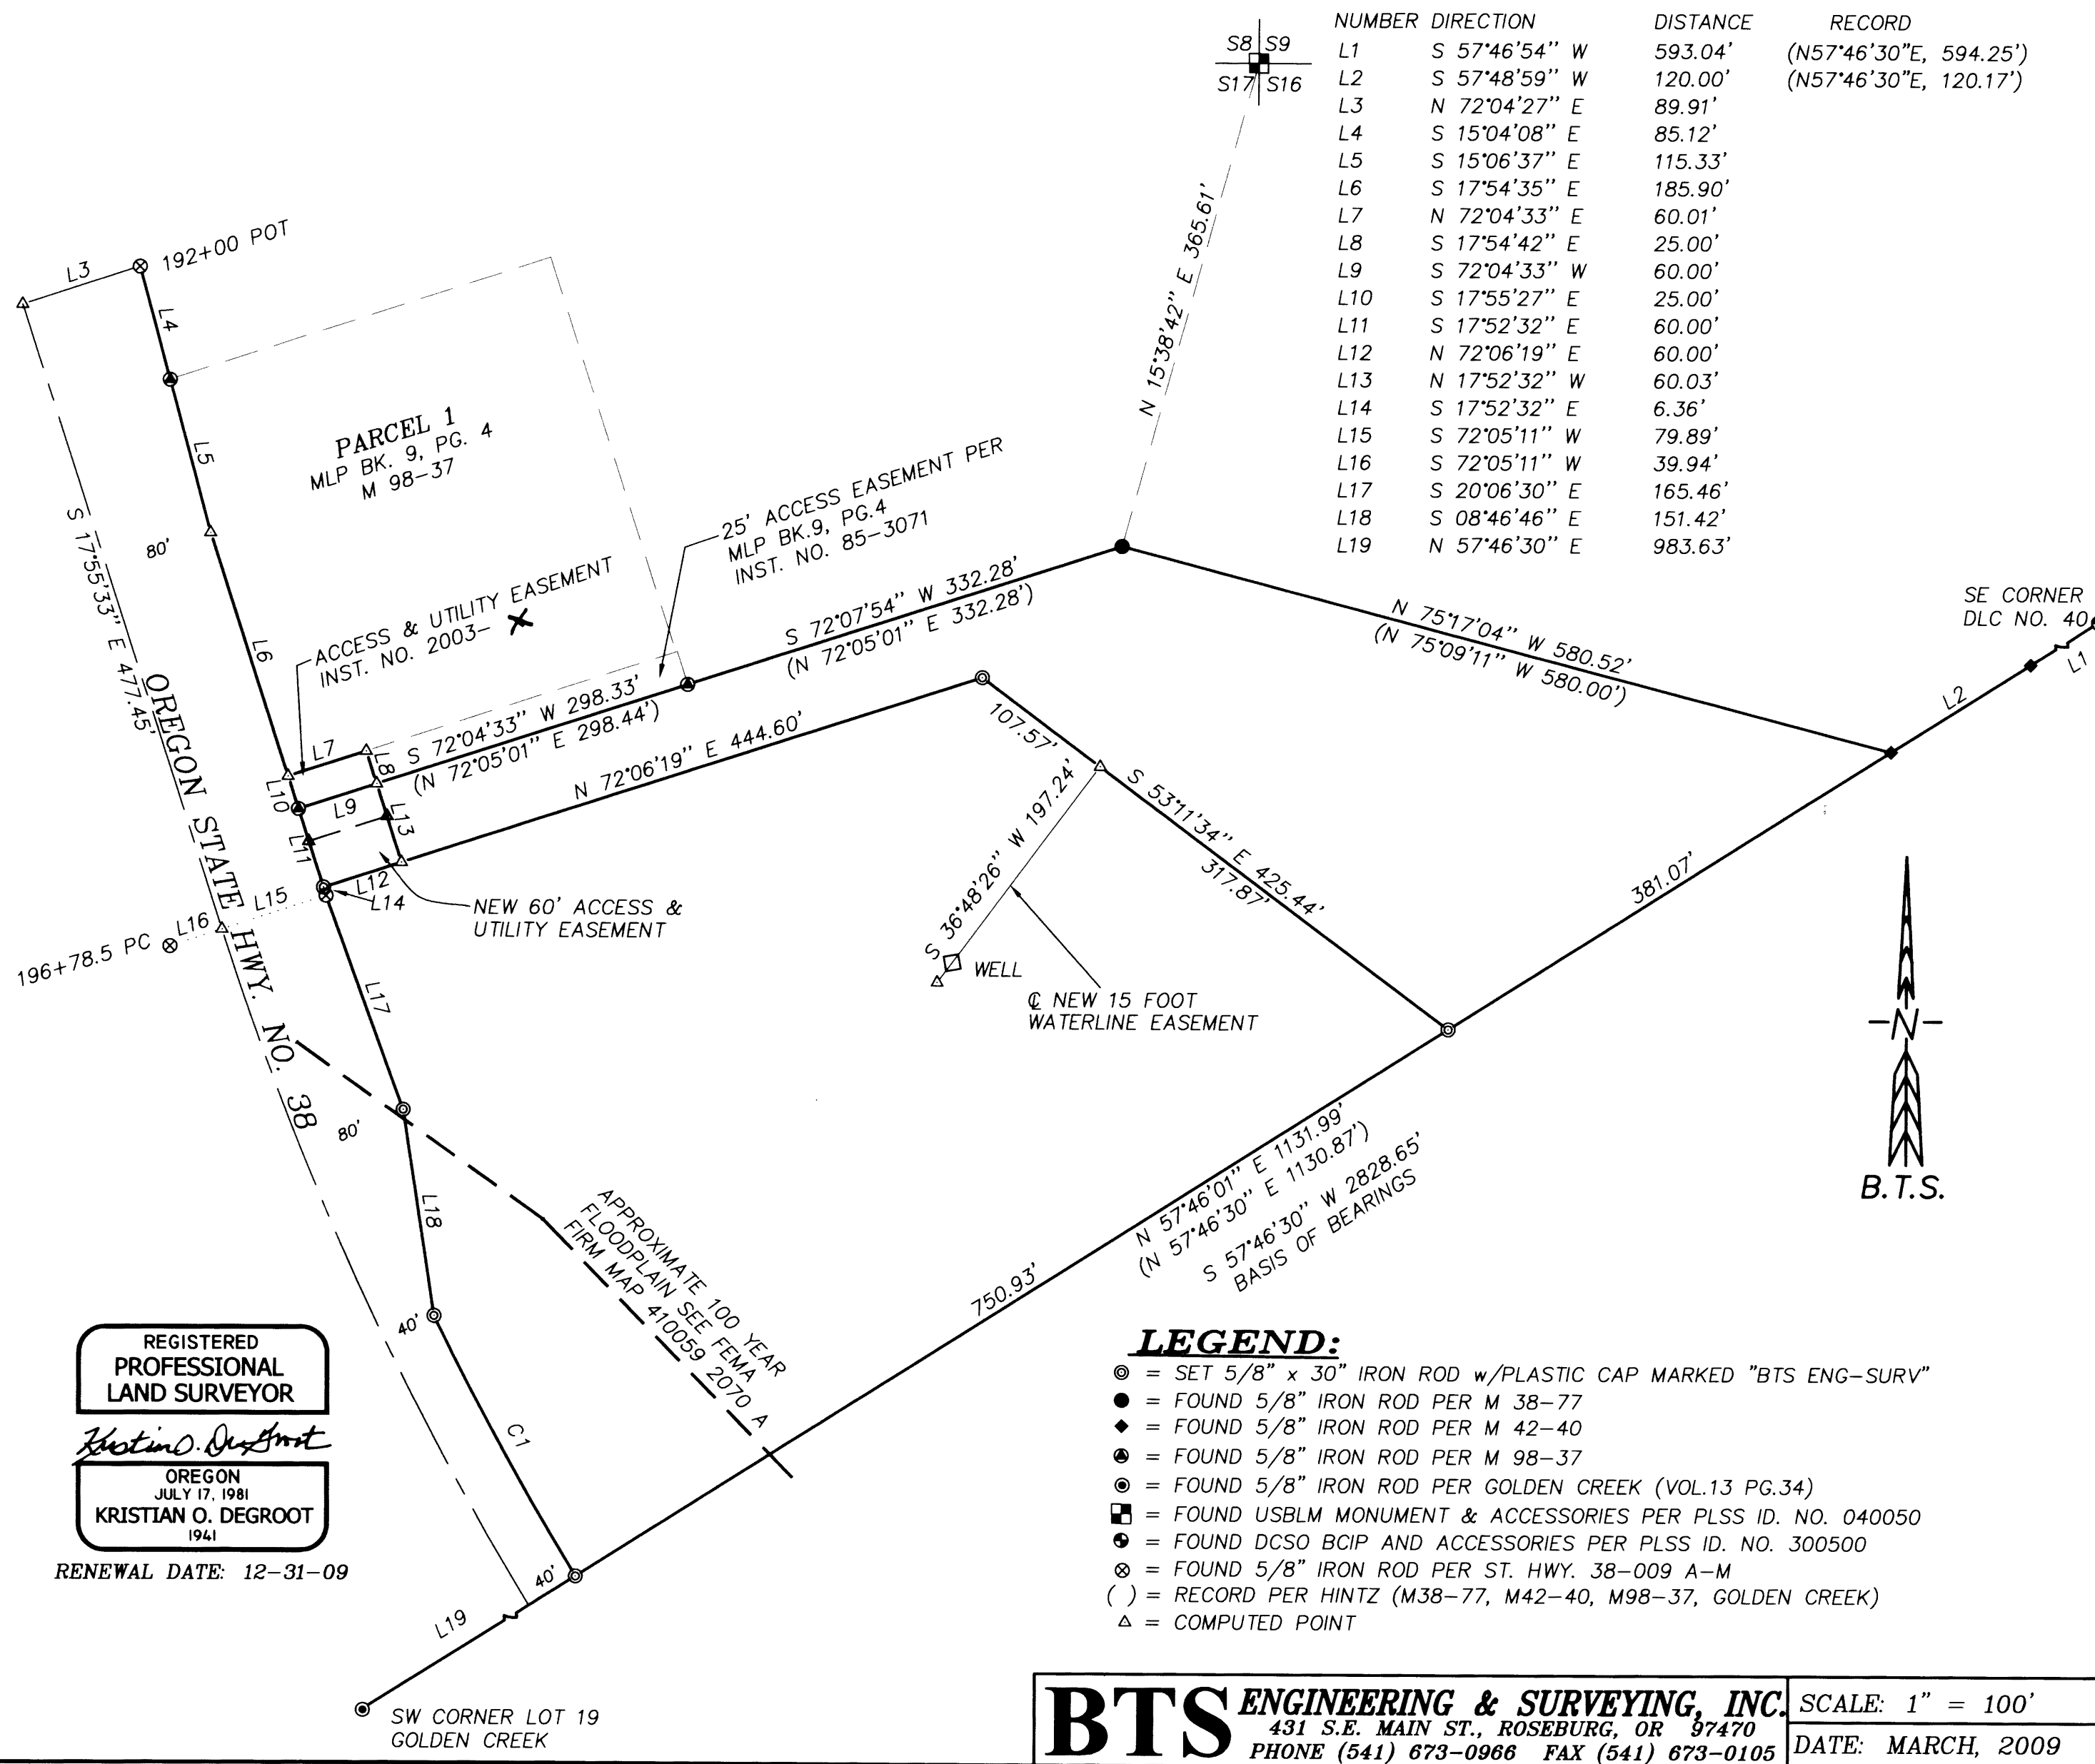 NUMBER DIRECTION DISTANCE RECORD
L1 S 57°46'54" W 593.04' (N57°46'30"E, 594.25')
L2 S 57°48'59" W 120.00' (N57°46'30"E, 120.17')
L3 N 72°04'27" E 89.91'
L4 S 15°04'08" E 85.12'
L5 S 15°06'37" E 115.33'
L6 S 17°54'35" E 185.90'
L7 N 72°04'33" E 60.01'
L8 S 17°54'42" E 25.00'
L9 S 72°04'33" W 60.00'
L10 S 17°55'27" E 25.00'
L11 S 17°52'32" E 60.00'
L12 N 72°06'19" E 60.00'
L13 N 17°52'32" W 60.03'
L14 S 17°52'32" E 6.36'
L15 S 72°05'11" W 79.89'
L16 S 72°05'11" W 39.94'
L17 S 20°06'30" E 165.46'
L18 S 08°46'46" E 151.42'
L19 N 57°46'30" E 983.63'
S8 S9
S17 S16
N 15°38'42" E 365.61'
192+00 POT
L3
L4
L5
L6
PARCEL 1
MLP BK. 9, PG. 4
M 98-37
S 17°55'33" E 477.45'
80'
OREGON STATE HWY. NO. 38
ACCESS & UTILITY EASEMENT
INST. NO. 2003-
25' ACCESS EASEMENT PER
MLP BK.9, PG.4
INST. NO. 85-3071
S 72°07'54" W 332.28'
(N 72°05'01" E 332.28')
N 75°17'04" W 580.52'
(N 75°09'11" W 580.00')
SE CORNER
DLC NO. 40
L1
L2
L7
L8
S 72°04'33" W 298.33'
(N 72°05'01" E 298.44')
N 72°06'19" E 444.60'
L10
L9
L13
L11
L12
L14
L15
L16
196+78.5 PC
NEW 60' ACCESS &
UTILITY EASEMENT
107.57'
S 53°11'34" E 425.44'
317.87'
S 36°48'26" W 197.24'
WELL
℄ NEW 15 FOOT
WATERLINE EASEMENT
381.07'
L17
80'
L18
40'
C1
40'
L19
APPROXIMATE 100 YEAR
FLOODPLAIN SEE FEMA
FIRM MAP 410059 2070 A
750.93'
N 57°46'01" E 1131.99'
(N 57°46'30" E 1130.87')
S 57°46'30" W 2828.65'
BASIS OF BEARINGS
N
B.T.S.
SW CORNER LOT 19
GOLDEN CREEK
REGISTERED
PROFESSIONAL
LAND SURVEYOR
Kristian O. DeGroot
OREGON
JULY 17, 1981
KRISTIAN O. DEGROOT
1941
RENEWAL DATE: 12-31-09
LEGEND:
= SET 5/8" x 30" IRON ROD w/PLASTIC CAP MARKED "BTS ENG-SURV"
= FOUND 5/8" IRON ROD PER M 38-77
= FOUND 5/8" IRON ROD PER M 42-40
= FOUND 5/8" IRON ROD PER M 98-37
= FOUND 5/8" IRON ROD PER GOLDEN CREEK (VOL.13 PG.34)
= FOUND USBLM MONUMENT & ACCESSORIES PER PLSS ID. NO. 040050
= FOUND DCSO BCIP AND ACCESSORIES PER PLSS ID. NO. 300500
= FOUND 5/8" IRON ROD PER ST. HWY. 38-009 A-M
( ) = RECORD PER HINTZ (M38-77, M42-40, M98-37, GOLDEN CREEK)
= COMPUTED POINT
BTS ENGINEERING & SURVEYING, INC.
431 S.E. MAIN ST., ROSEBURG, OR 97470
PHONE (541) 673-0966 FAX (541) 673-0105
SCALE: 1" = 100'
DATE: MARCH, 2009